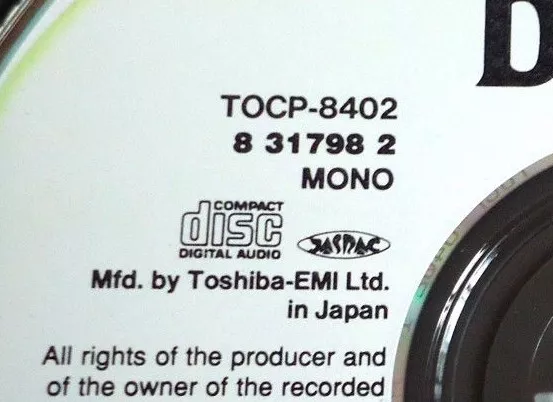 TOCP-8402
8 31798 2
MONO
COMPACT
disc
DIGITAL AUDIO
JASRAC
Mfd. by Toshiba-EMI Ltd.
in Japan
All rights of the producer and
of the owner of the recorded